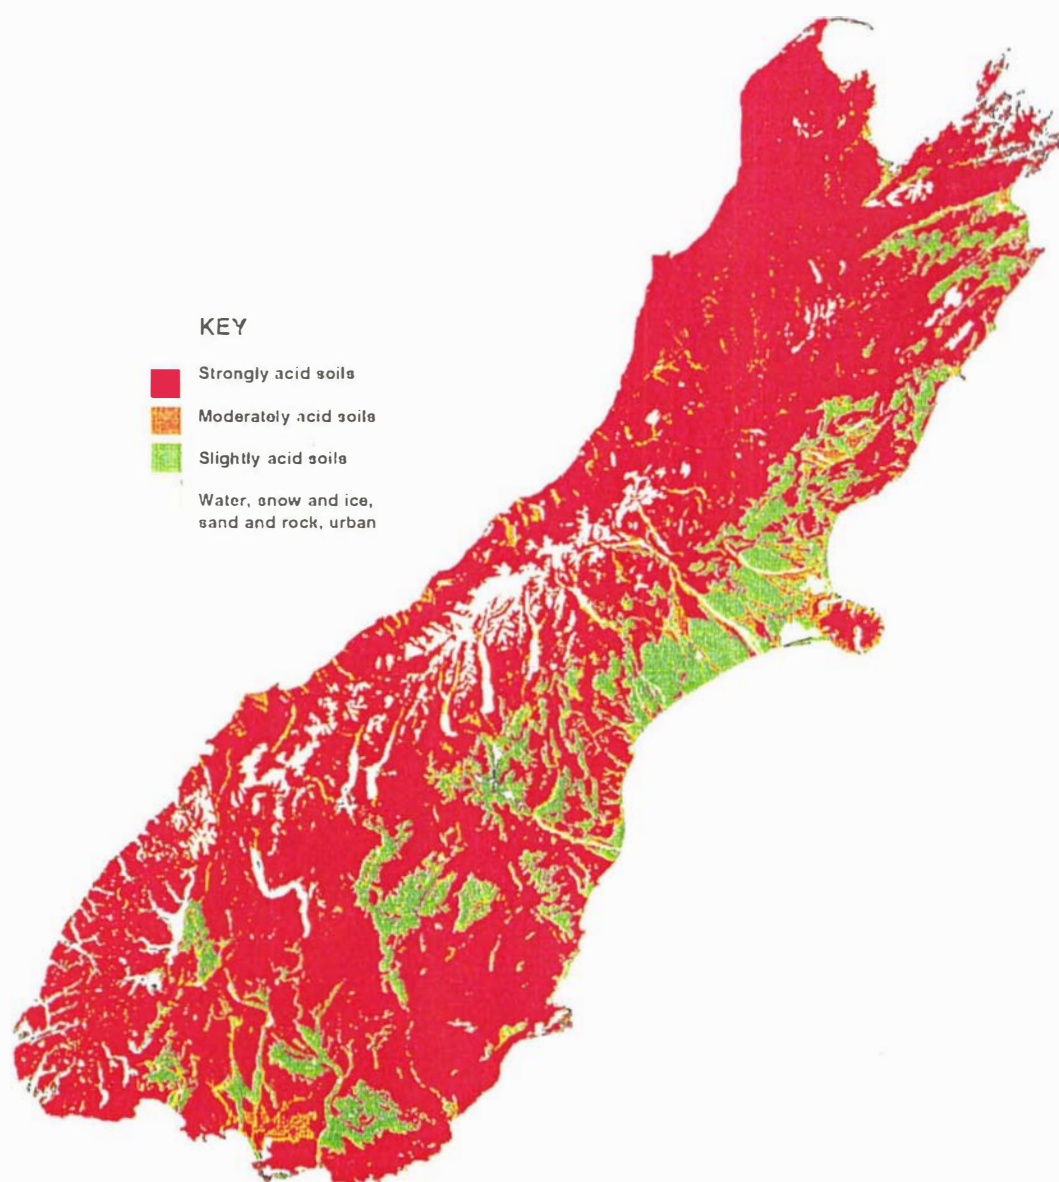 KEY
Strongly acid soils
Moderately acid soils
Slightly acid soils
Water, snow and ice,
sand and rock, urban